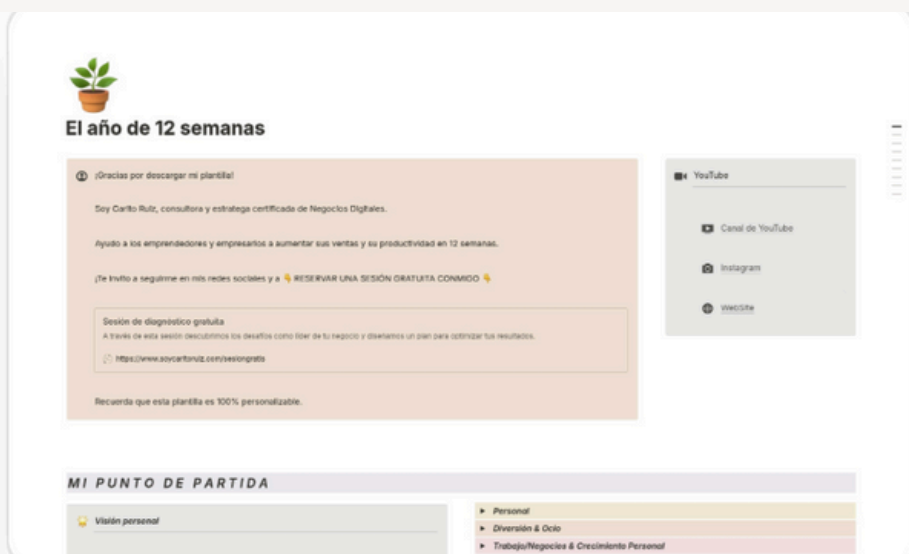 El año de 12 semanas
¡Gracias por descargar mi plantilla!
Soy Carito Ruiz, consultora y estratega certificada de Negocios Digitales.
Ayudo a los emprendedores y empresarios a aumentar sus ventas y su productividad en 12 semanas.
¡Te invito a seguirme en mis redes sociales y a 👇 RESERVAR UNA SESIÓN GRATUITA CONMIGO 👇
Sesión de diagnóstico gratuita
A través de esta sesión descubrimos los desafíos como líder de tu negocio y diseñamos un plan para optimizar tus resultados.
https://www.soycaritoruiz.com/sesiongratis
Recuerda que esta plantilla es 100% personalizable.
YouTube
Canal de YouTube
Instagram
WebSite
MI PUNTO DE PARTIDA
Visión personal
Personal
Diversión & Ocio
Trabajo/Negocios & Crecimiento Personal